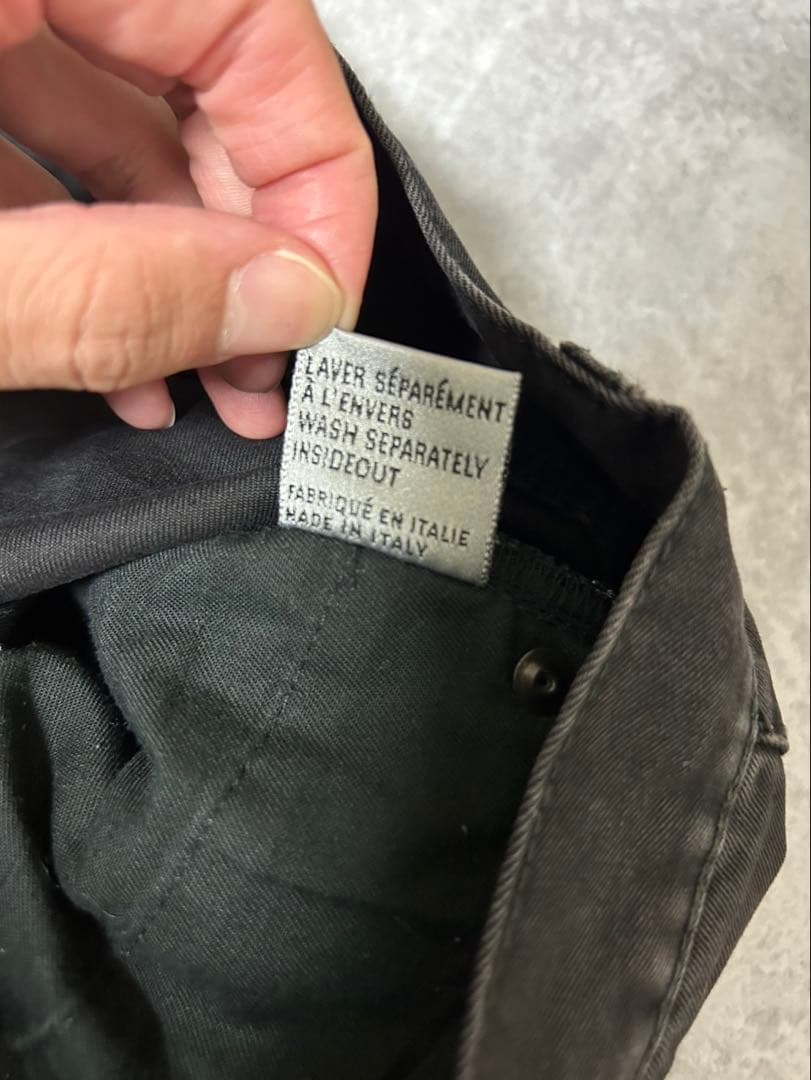 LAVER SÉPARÉMENT
À L'ENVERS
WASH SEPARATELY
INSIDEOUT
FABRIQUÉ EN ITALIE
MADE IN ITALY